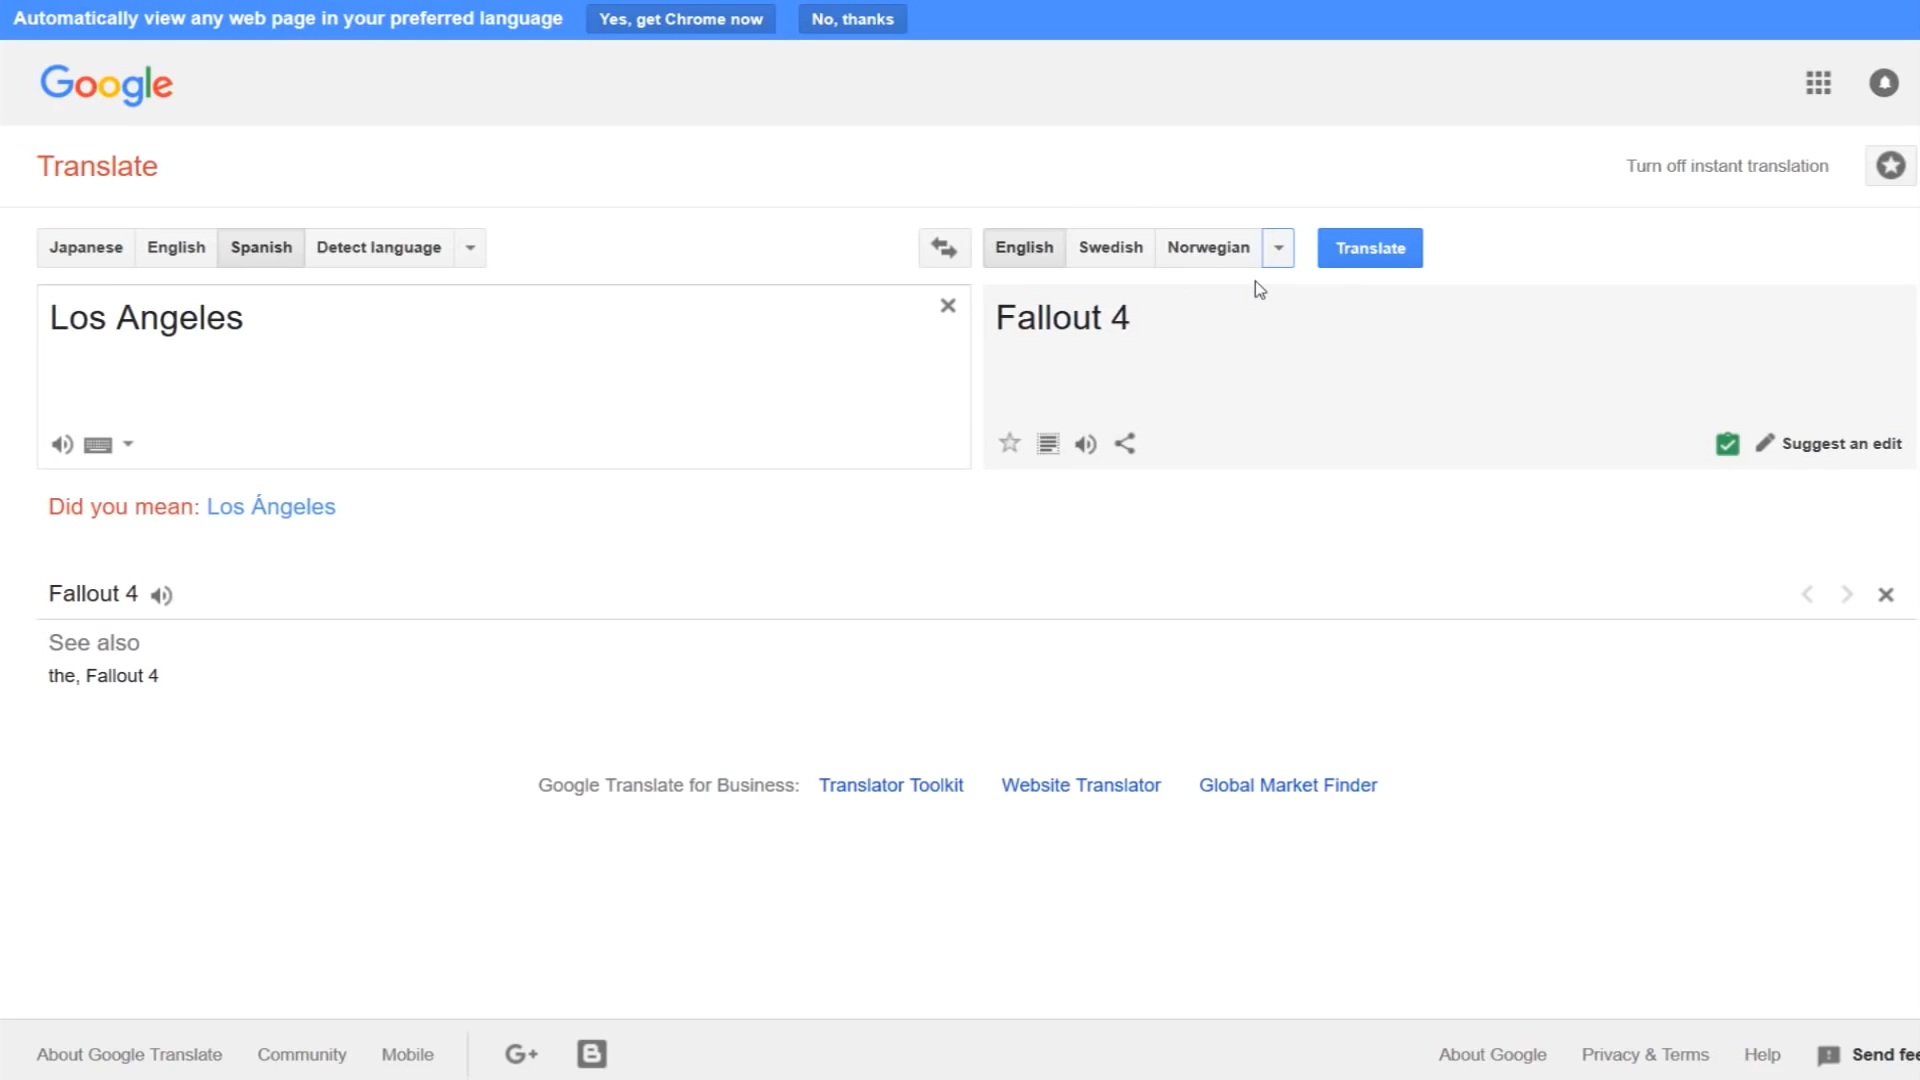 Automatically view any web page in your preferred language Yes, get Chrome now No, thanks
Google
Translate Turn off instant translation
Japanese English Spanish Detect language English Swedish Norwegian Translate
Los Angeles Fallout 4
Suggest an edit
Did you mean: Los Ángeles
Fallout 4
See also
the, Fallout 4
Google Translate for Business: Translator Toolkit Website Translator Global Market Finder
About Google Translate Community Mobile G+ B About Google Privacy & Terms Help Send fee